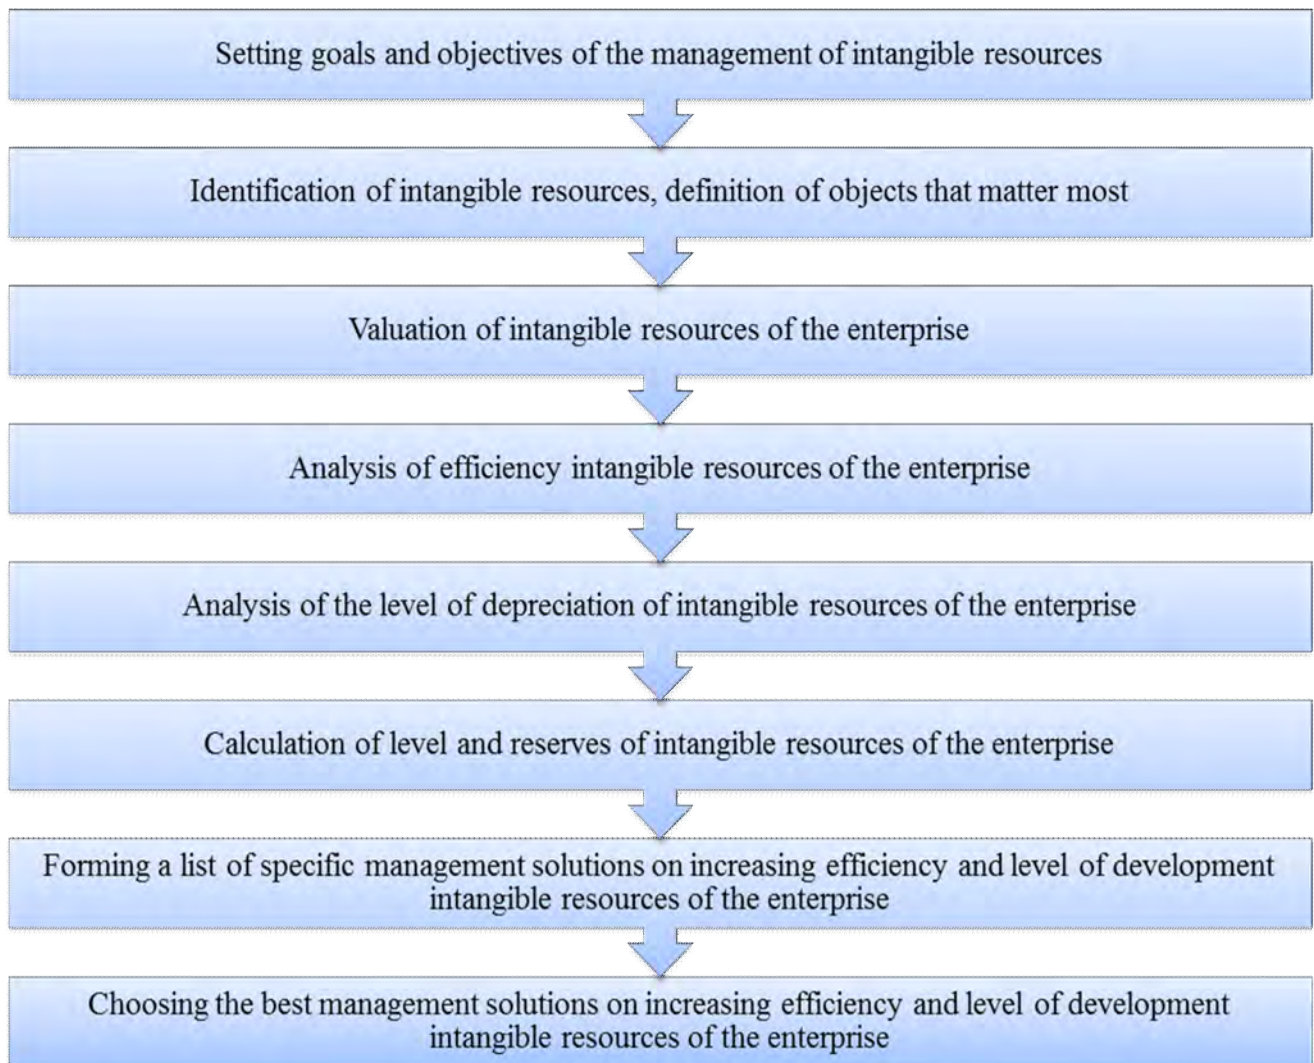 Setting goals and objectives of the management of intangible resources
Identification of intangible resources, definition of objects that matter most
Valuation of intangible resources of the enterprise
Analysis of efficiency intangible resources of the enterprise
Analysis of the level of depreciation of intangible resources of the enterprise
Calculation of level and reserves of intangible resources of the enterprise
Forming a list of specific management solutions on increasing efficiency and level of development
intangible resources of the enterprise
Choosing the best management solutions on increasing efficiency and level of development
intangible resources of the enterprise